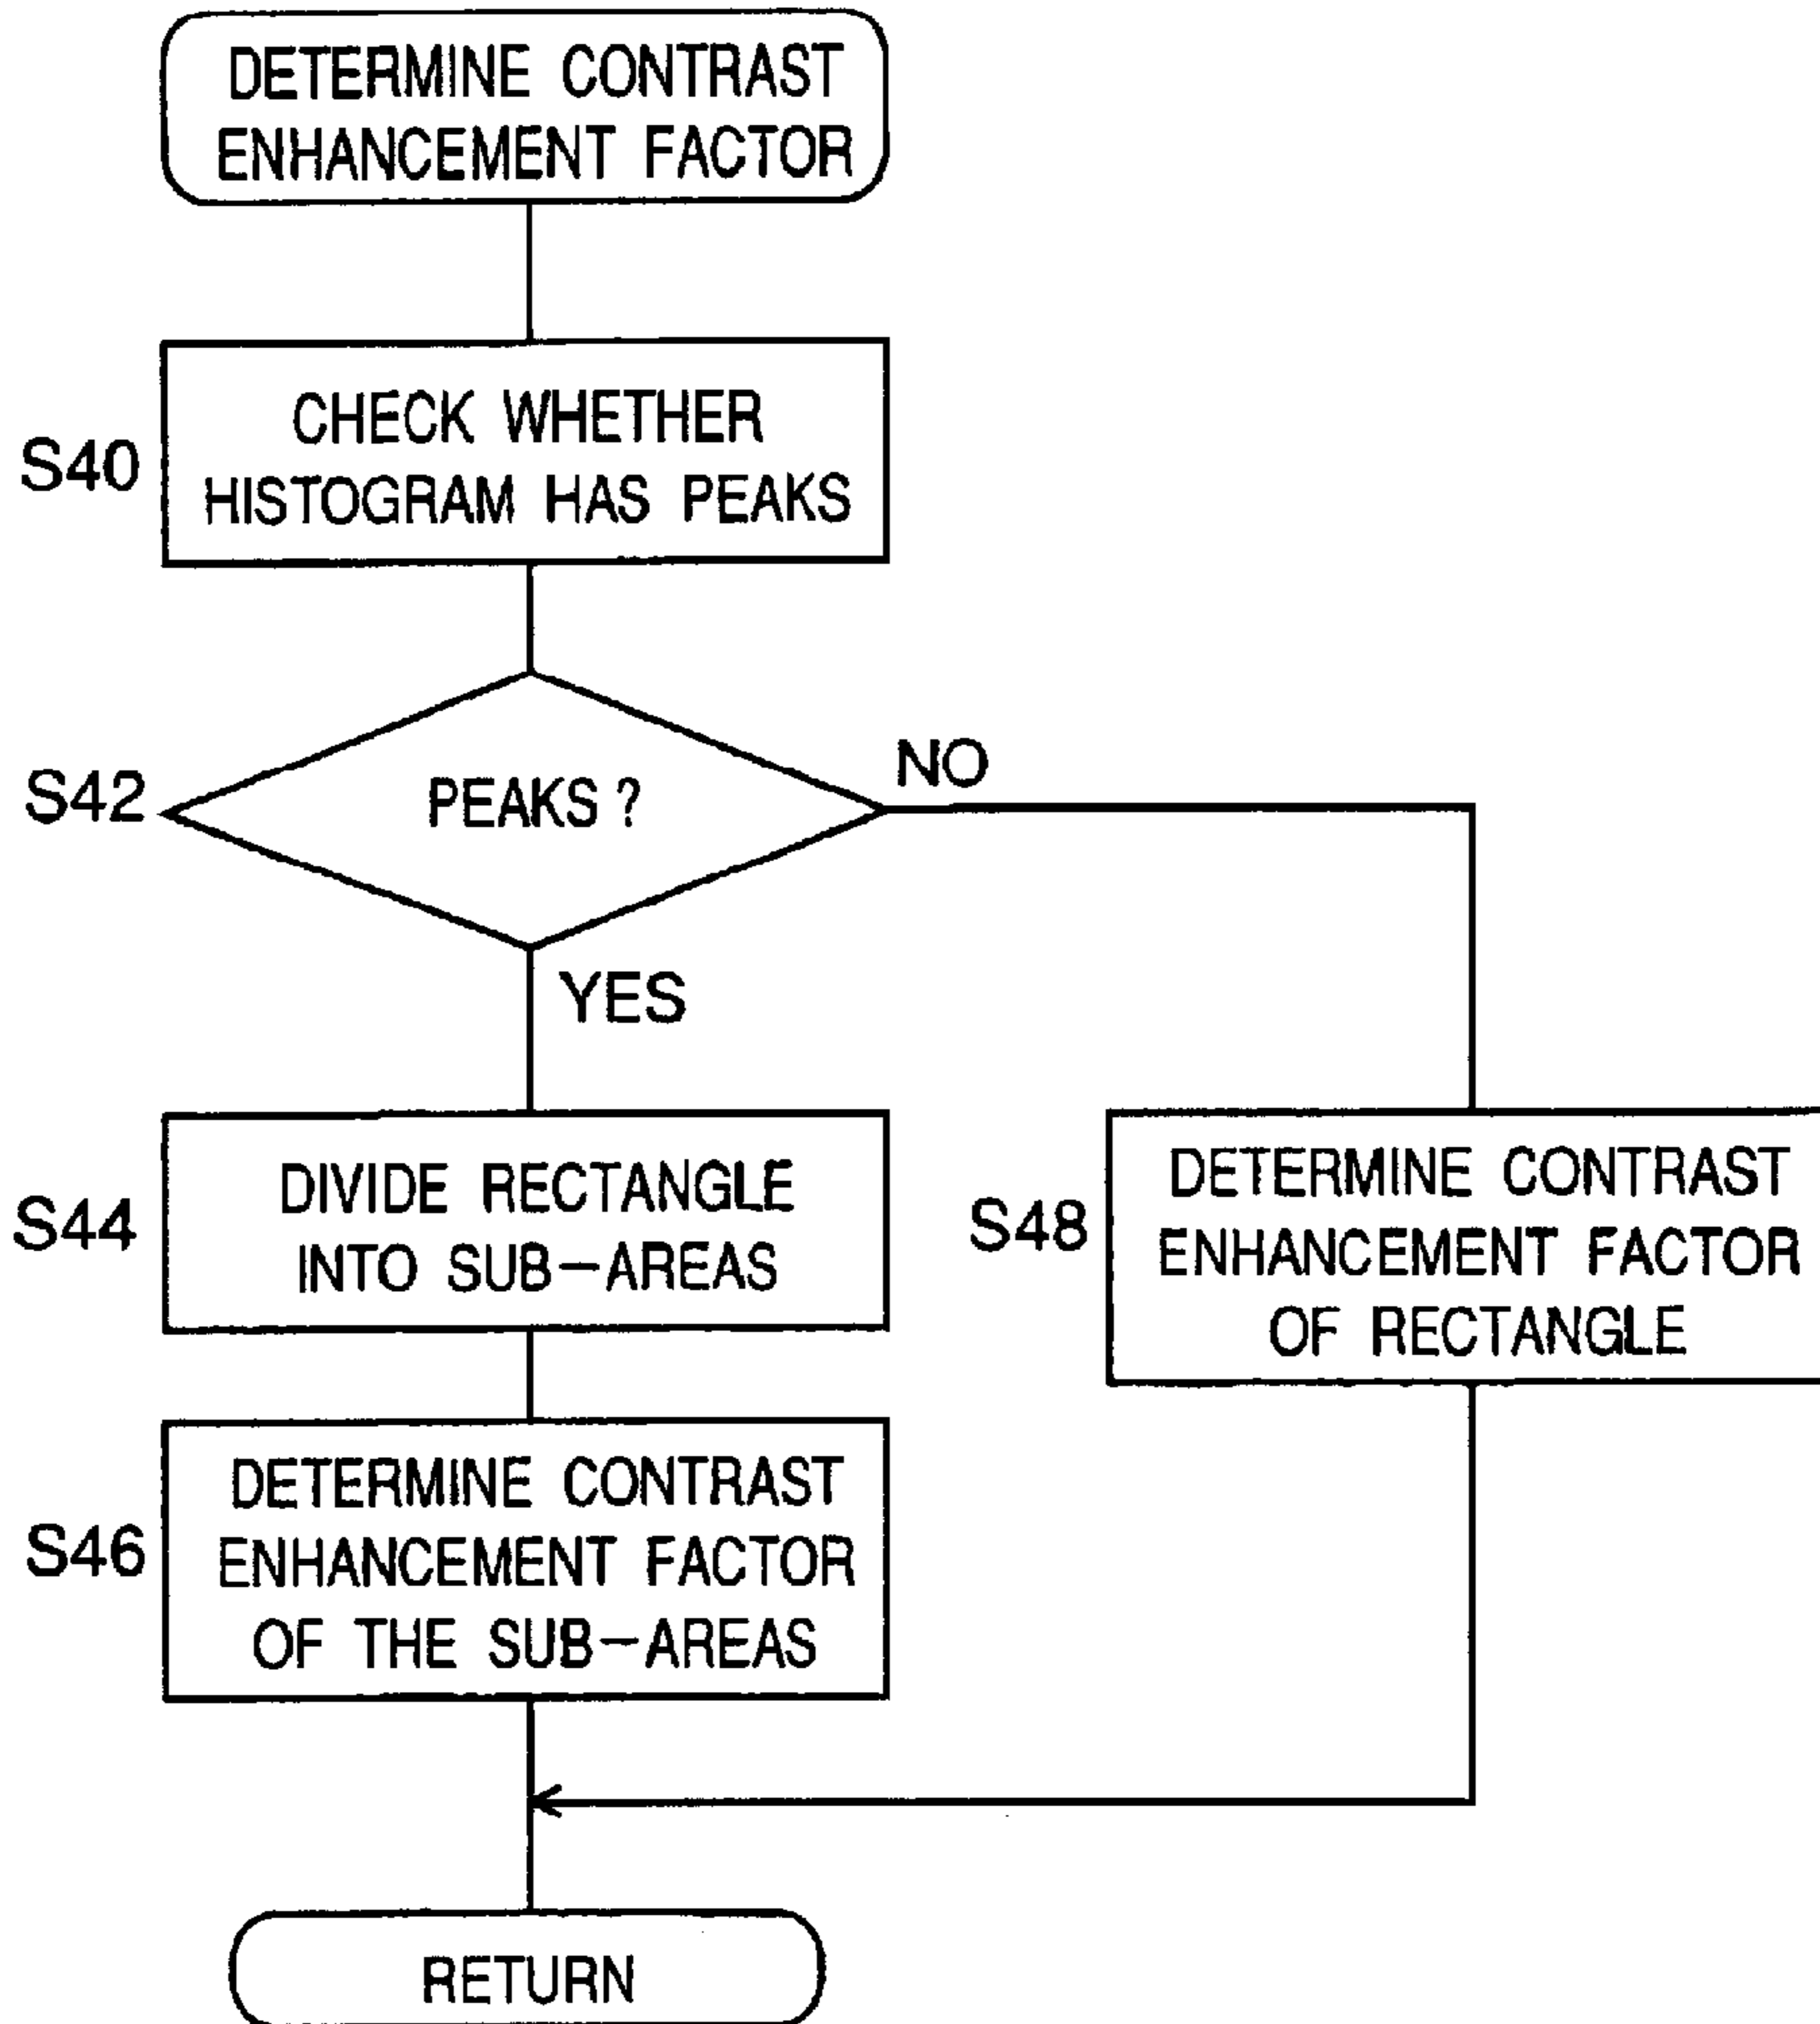 DETERMINE CONTRAST
ENHANCEMENT FACTOR
S40
CHECK WHETHER
HISTOGRAM HAS PEAKS
S42
PEAKS ?
NO
YES
S44
DIVIDE RECTANGLE
INTO SUB-AREAS
S48
DETERMINE CONTRAST
ENHANCEMENT FACTOR
OF RECTANGLE
S46
DETERMINE CONTRAST
ENHANCEMENT FACTOR
OF THE SUB-AREAS
RETURN